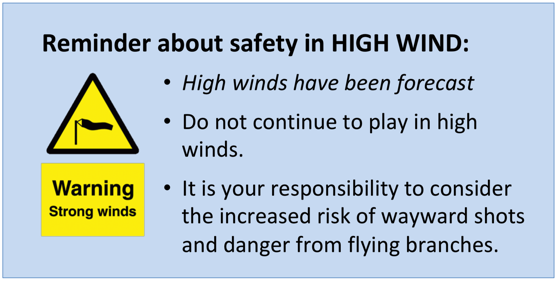 Reminder about safety in HIGH WIND:
• High winds have been forecast
• Do not continue to play in high
winds.
Warning
Strong winds
• It is your responsibility to consider
the increased risk of wayward shots
and danger from flying branches.